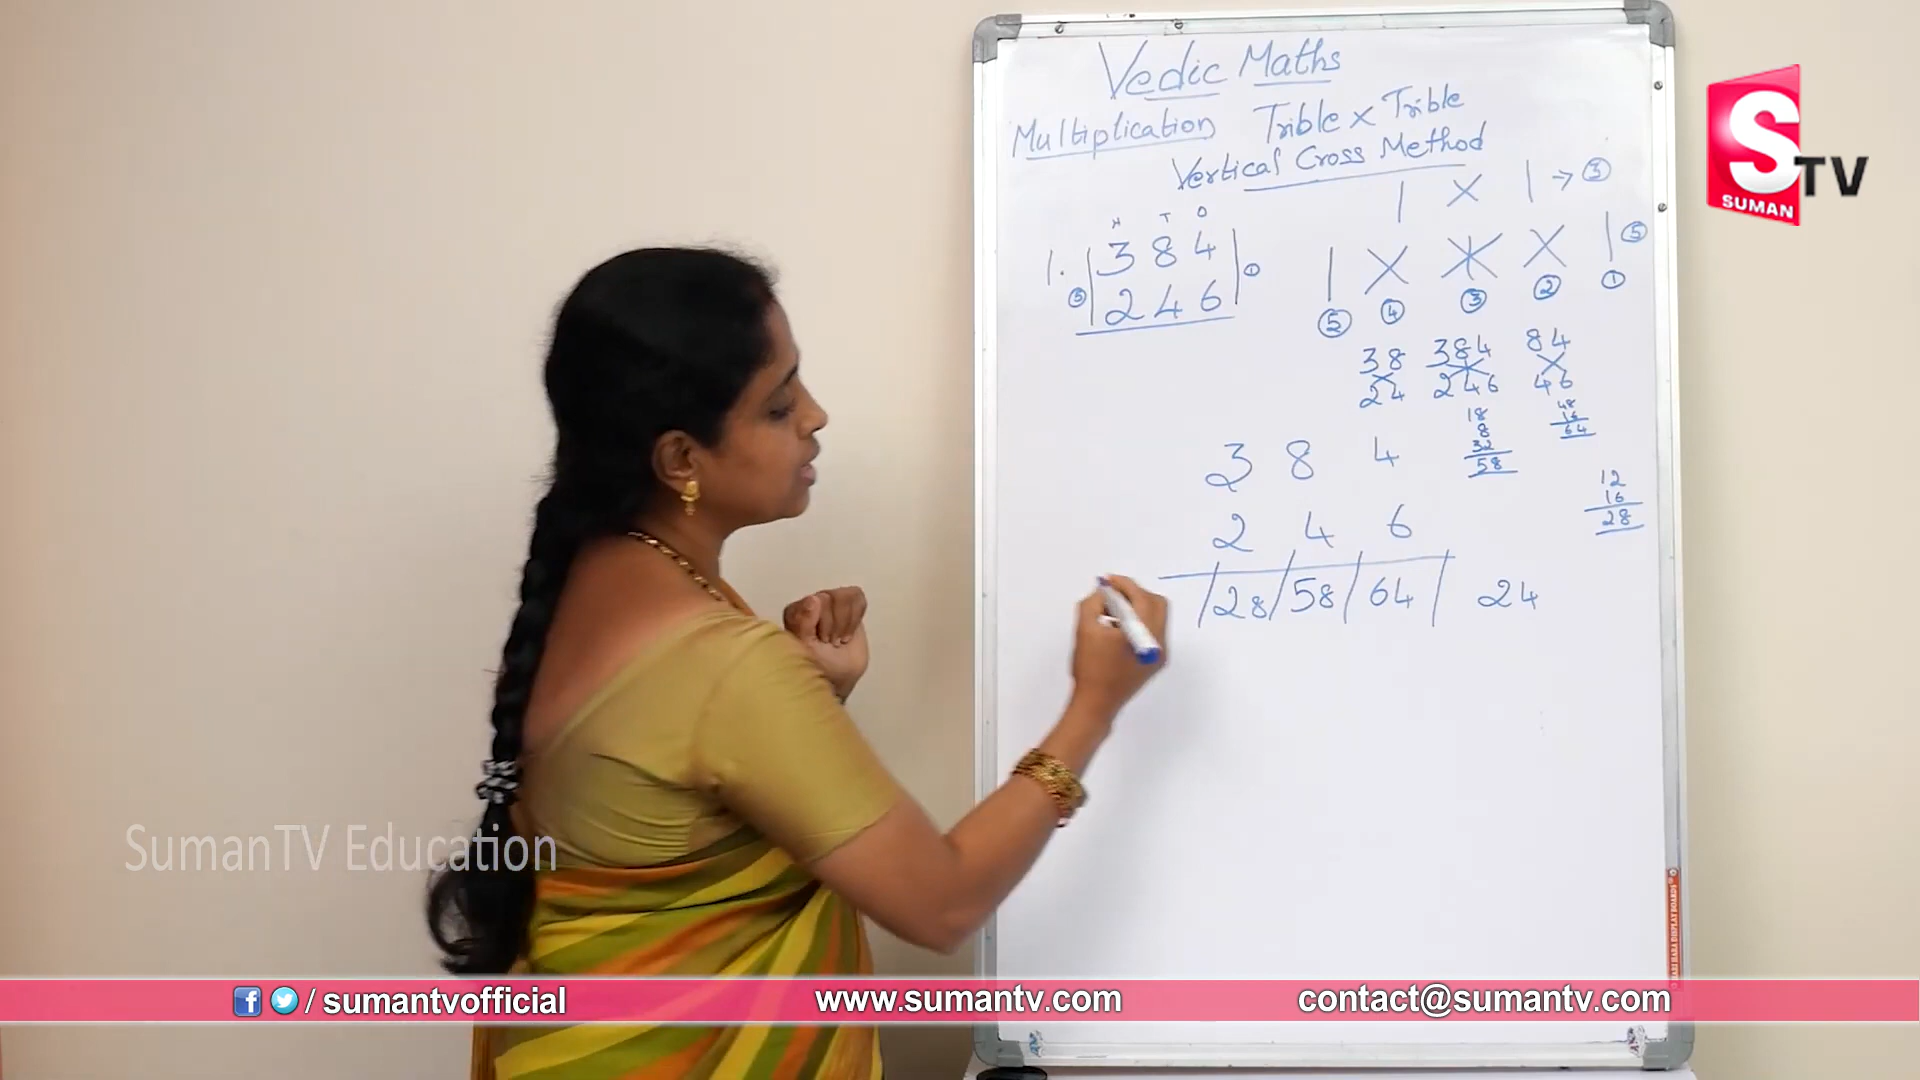 Vedic Maths
Multiplication Trible × Trible
Vertical Cross Method
| × | → ③
H T O
1. | 3 8 4 | ①
⑤ | 2 4 6 |
| × * × | ⑤
⑤ ④ ③ ② ①
38 384 84
24 246 46
18
8
32
58
48
16
64
12
16
28
3 8 4
2 4 6
/ 28 / 58 / 64 / 24
S TV
SUMAN
SumanTV Education
f / sumantvofficial
www.sumantv.com
contact@sumantv.com